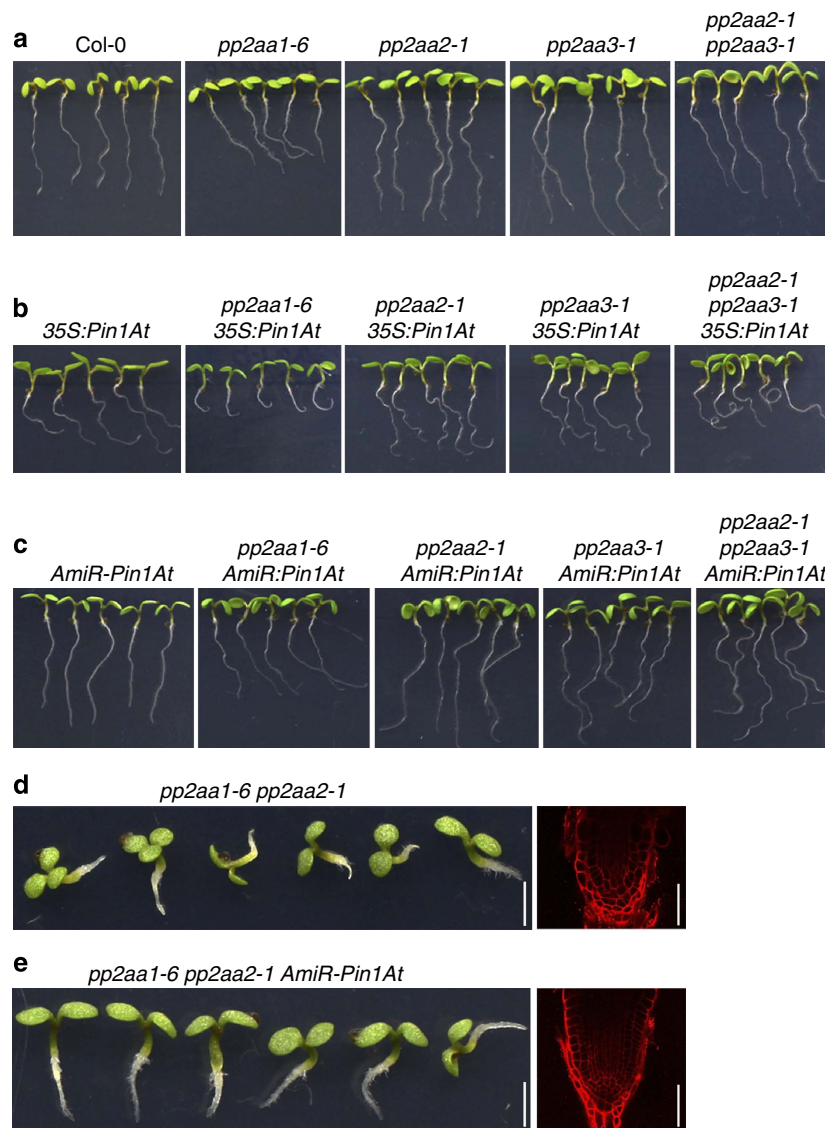 a
Col-0
pp2aa1-6
pp2aa2-1
pp2aa3-1
pp2aa2-1
pp2aa3-1
b
35S:Pin1At
pp2aa1-6
35S:Pin1At
pp2aa2-1
35S:Pin1At
pp2aa3-1
35S:Pin1At
pp2aa2-1
pp2aa3-1
35S:Pin1At
c
AmiR-Pin1At
pp2aa1-6
AmiR:Pin1At
pp2aa2-1
AmiR:Pin1At
pp2aa3-1
AmiR:Pin1At
pp2aa2-1
pp2aa3-1
AmiR:Pin1At
d
pp2aa1-6 pp2aa2-1
e
pp2aa1-6 pp2aa2-1 AmiR-Pin1At